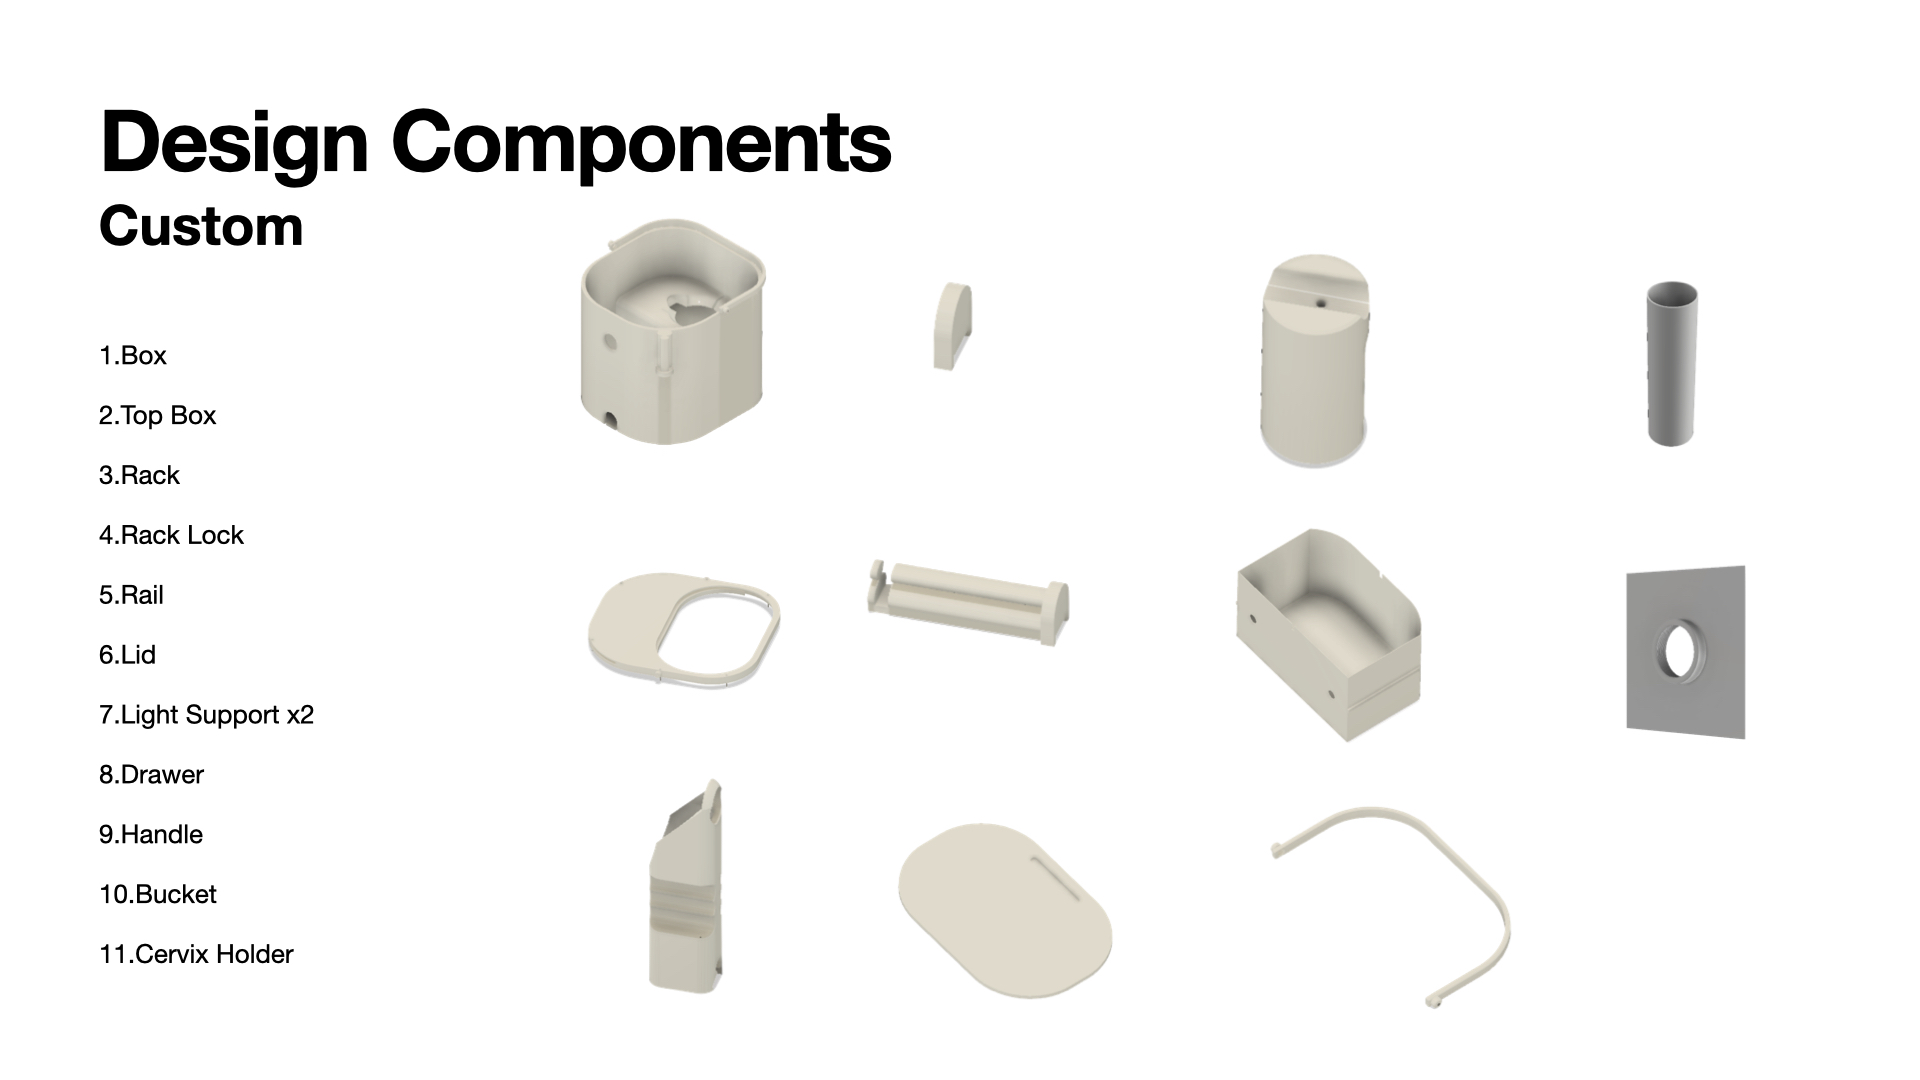 Design Components
Custom
1.Box
2.Top Box
3.Rack
4.Rack Lock
5.Rail
6.Lid
7.Light Support x2
8.Drawer
9.Handle
10.Bucket
11.Cervix Holder